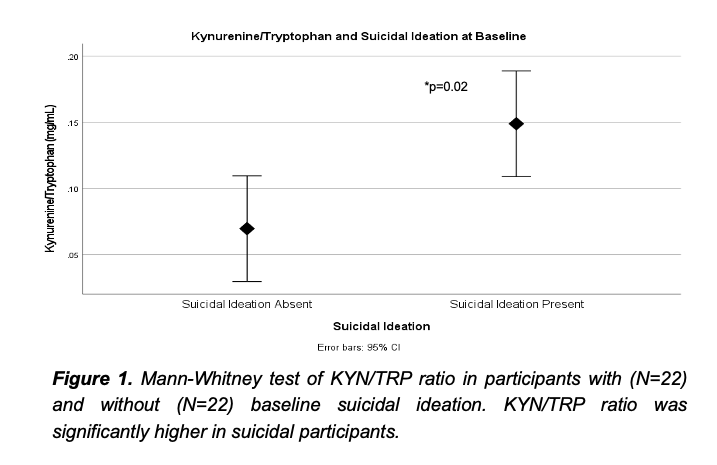 Kynurenine/Tryptophan and Suicidal Ideation at Baseline
.20
*p=0.02
.15
Kynurenine/Tryptophan (mg/mL)
.10
.05
Suicidal Ideation Absent
Suicidal Ideation Present
Suicidal Ideation
Error bars: 95% CI
Figure 1. Mann-Whitney test of KYN/TRP ratio in participants with (N=22)
and without (N=22) baseline suicidal ideation. KYN/TRP ratio was
significantly higher in suicidal participants.